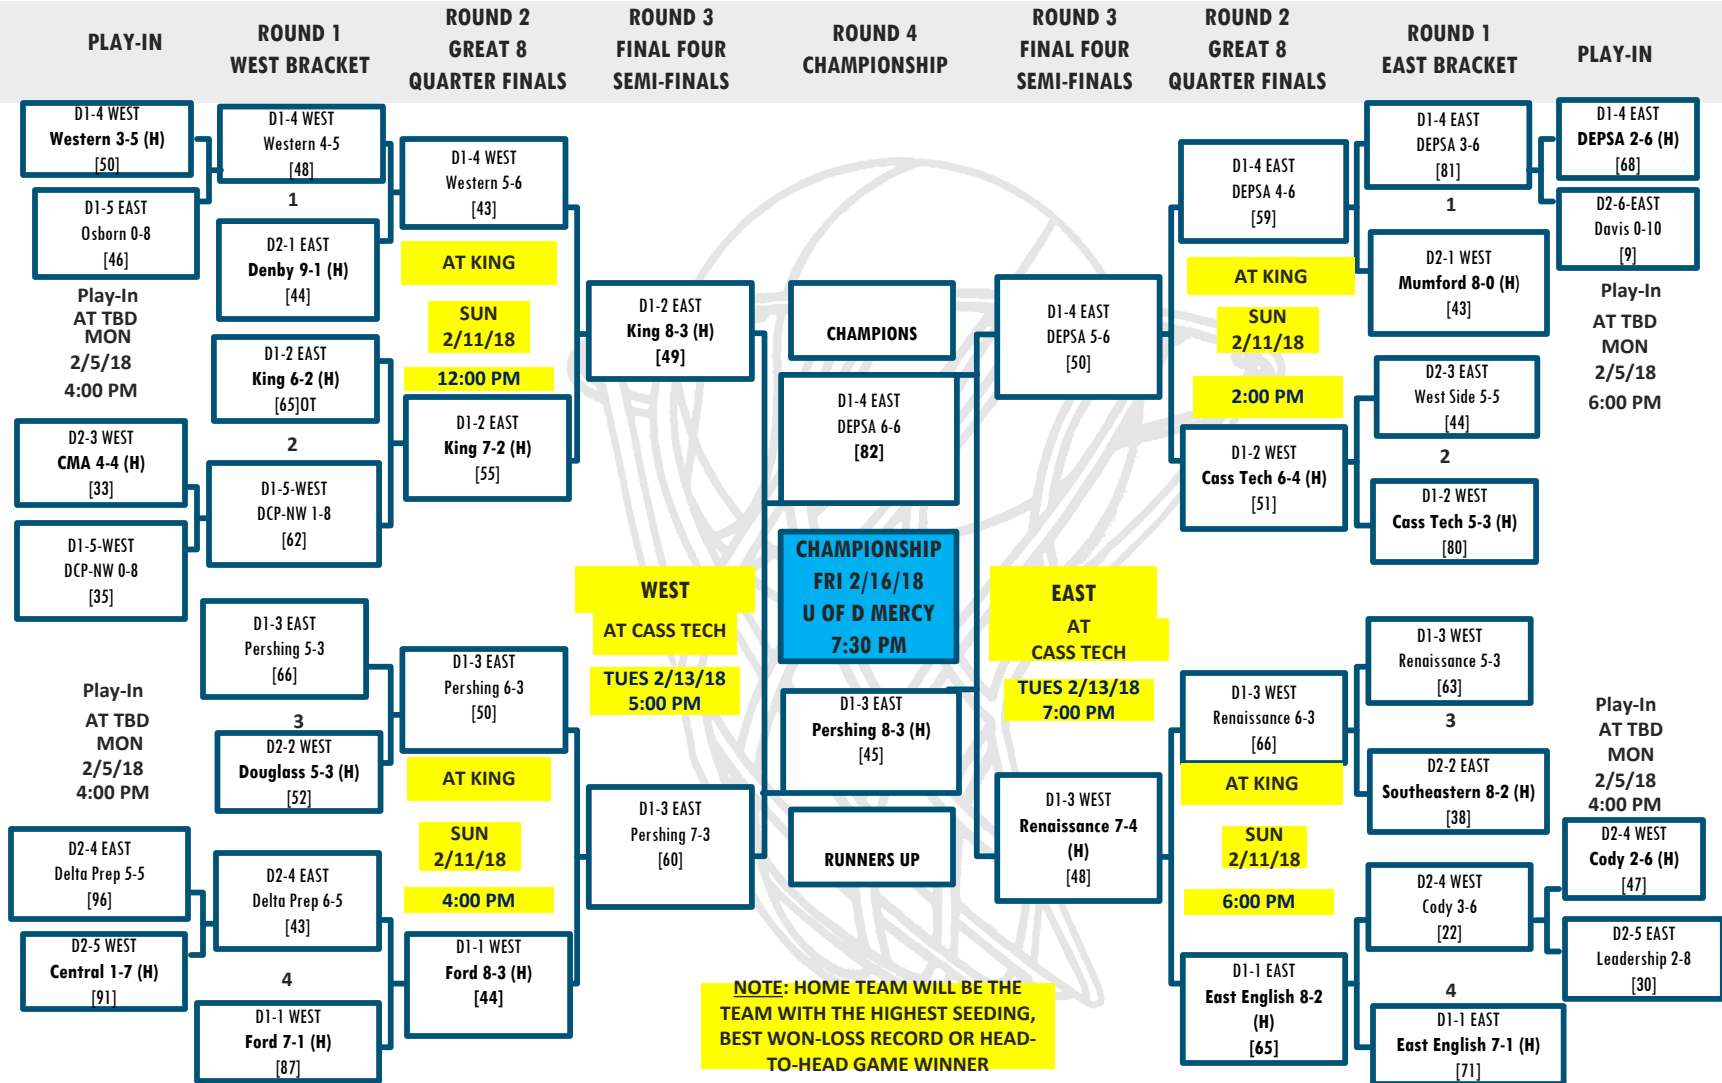 PLAY-IN
ROUND 1
WEST BRACKET
ROUND 2
GREAT 8
QUARTER FINALS
ROUND 3
FINAL FOUR
SEMI-FINALS
ROUND 4
CHAMPIONSHIP
ROUND 3
FINAL FOUR
SEMI-FINALS
ROUND 2
GREAT 8
QUARTER FINALS
ROUND 1
EAST BRACKET
PLAY-IN
D1-4 WEST
Western 3-5 (H)
[50]
D1-5 EAST
Osborn 0-8
[46]
Play-In
AT TBD
MON
2/5/18
4:00 PM
D2-3 WEST
CMA 4-4 (H)
[33]
D1-5-WEST
DCP-NW 0-8
[35]
Play-In
AT TBD
MON
2/5/18
4:00 PM
D2-4 EAST
Delta Prep 5-5
[96]
D2-5 WEST
Central 1-7 (H)
[91]
D1-4 WEST
Western 4-5
[48]
1
D2-1 EAST
Denby 9-1 (H)
[44]
D1-2 EAST
King 6-2 (H)
[65]OT
2
D1-5-WEST
DCP-NW 1-8
[62]
D1-3 EAST
Pershing 5-3
[66]
3
D2-2 WEST
Douglass 5-3 (H)
[52]
D2-4 EAST
Delta Prep 6-5
[43]
4
D1-1 WEST
Ford 7-1 (H)
[87]
D1-4 WEST
Western 5-6
[43]
AT KING
SUN
2/11/18
12:00 PM
D1-2 EAST
King 7-2 (H)
[55]
D1-3 EAST
Pershing 6-3
[50]
AT KING
SUN
2/11/18
4:00 PM
D1-1 WEST
Ford 8-3 (H)
[44]
D1-2 EAST
King 8-3 (H)
[49]
WEST
AT CASS TECH
TUES 2/13/18
5:00 PM
D1-3 EAST
Pershing 7-3
[60]
CHAMPIONS
D1-4 EAST
DEPSA 6-6
[82]
CHAMPIONSHIP
FRI 2/16/18
U OF D MERCY
7:30 PM
D1-3 EAST
Pershing 8-3 (H)
[45]
RUNNERS UP
NOTE: HOME TEAM WILL BE THE
TEAM WITH THE HIGHEST SEEDING,
BEST WON-LOSS RECORD OR HEAD-
TO-HEAD GAME WINNER
D1-4 EAST
DEPSA 5-6
[50]
EAST
AT
CASS TECH
TUES 2/13/18
7:00 PM
D1-3 WEST
Renaissance 7-4
(H)
[48]
D1-4 EAST
DEPSA 4-6
[59]
AT KING
SUN
2/11/18
2:00 PM
D1-2 WEST
Cass Tech 6-4 (H)
[51]
D1-3 WEST
Renaissance 6-3
[66]
AT KING
SUN
2/11/18
6:00 PM
D1-1 EAST
East English 8-2
(H)
[65]
D1-4 EAST
DEPSA 3-6
[81]
1
D2-1 WEST
Mumford 8-0 (H)
[43]
D2-3 EAST
West Side 5-5
[44]
2
D1-2 WEST
Cass Tech 5-3 (H)
[80]
D1-3 WEST
Renaissance 5-3
[63]
3
D2-2 EAST
Southeastern 8-2 (H)
[38]
D2-4 WEST
Cody 3-6
[22]
4
D1-1 EAST
East English 7-1 (H)
[71]
D1-4 EAST
DEPSA 2-6 (H)
[68]
D2-6-EAST
Davis 0-10
[9]
Play-In
AT TBD
MON
2/5/18
6:00 PM
Play-In
AT TBD
MON
2/5/18
4:00 PM
D2-4 WEST
Cody 2-6 (H)
[47]
D2-5 EAST
Leadership 2-8
[30]